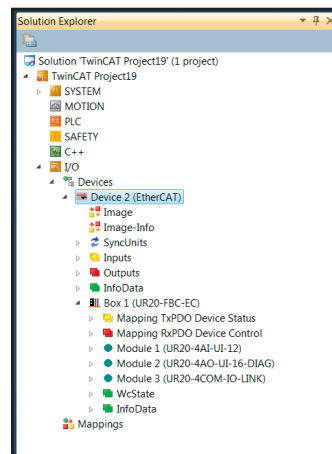 Solution Explorer
Solution 'TwinCAT Project19' (1 project)
TwinCAT Project19
SYSTEM
MOTION
PLC
SAFETY
C++
I/O
Devices
Device 2 (EtherCAT)
Image
Image-Info
SyncUnits
Inputs
Outputs
InfoData
Box 1 (UR20-FBC-EC)
Mapping TxPDO Device Status
Mapping RxPDO Device Control
Module 1 (UR20-4AI-UI-12)
Module 2 (UR20-4AO-UI-16-DIAG)
Module 3 (UR20-4COM-IO-LINK)
WcState
InfoData
Mappings